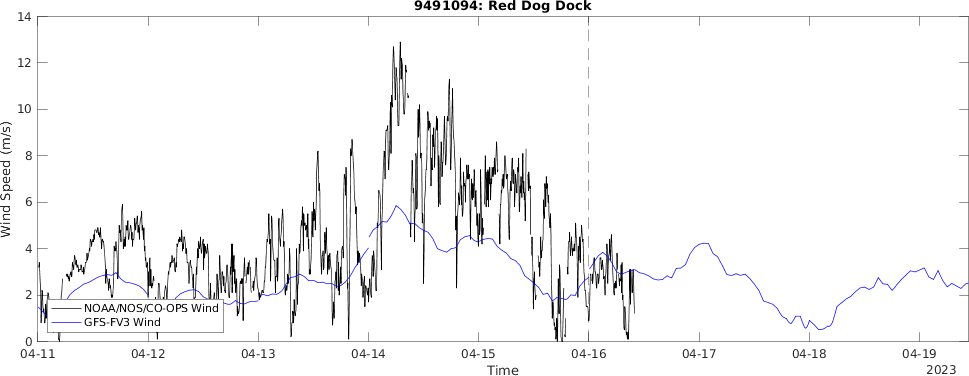 9491094: Red Dog Dock
14
12
10
8
6
4
2
0
Wind Speed (m/s)
NOAA/NOS/CO-OPS Wind
GFS-FV3 Wind
04-11 04-12 04-13 04-14 04-15 04-16 04-17 04-18 04-19
Time
2023